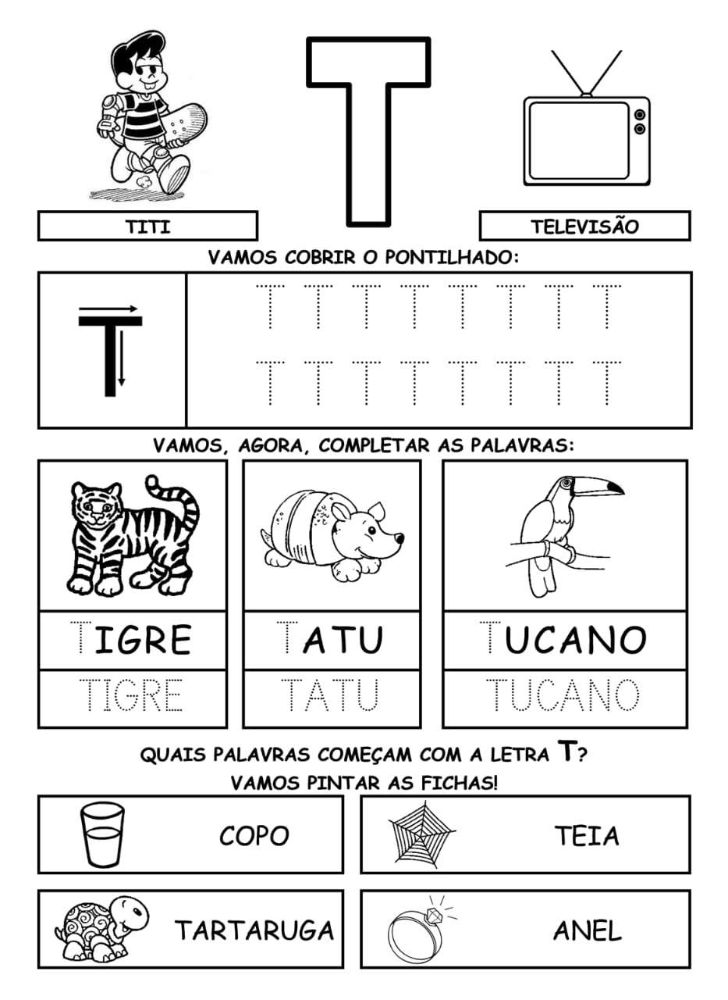 T
TITI
TELEVISÃO
VAMOS COBRIR O PONTILHADO:
T T T T T T T T T
T T T T T T T T
VAMOS, AGORA, COMPLETAR AS PALAVRAS:
TIGRE TATU TUCANO
TIGRE TATU TUCANO
QUAIS PALAVRAS COMEÇAM COM A LETRA T?
VAMOS PINTAR AS FICHAS!
COPO TEIA
TARTARUGA ANEL